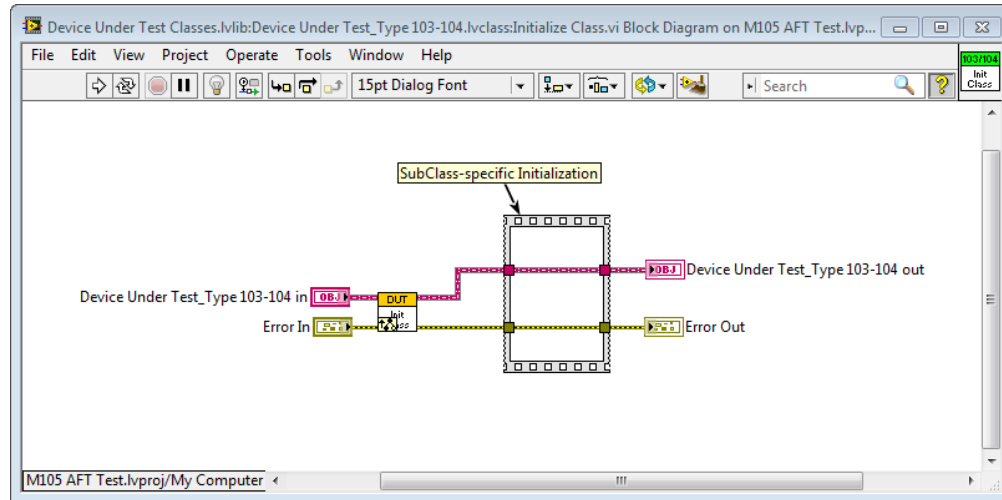 Device Under Test Classes.lvlib:Device Under Test_Type 103-104.lvclass:Initialize Class.vi Block Diagram on M105 AFT Test.lvp...
File Edit View Project Operate Tools Window Help
103/104
Init
Class
15pt Dialog Font
Search
SubClass-specific Initialization
OBJ Device Under Test_Type 103-104 out
Device Under Test_Type 103-104 in OBJ
DUT
Init
Error In
Error Out
M105 AFT Test.lvproj/My Computer